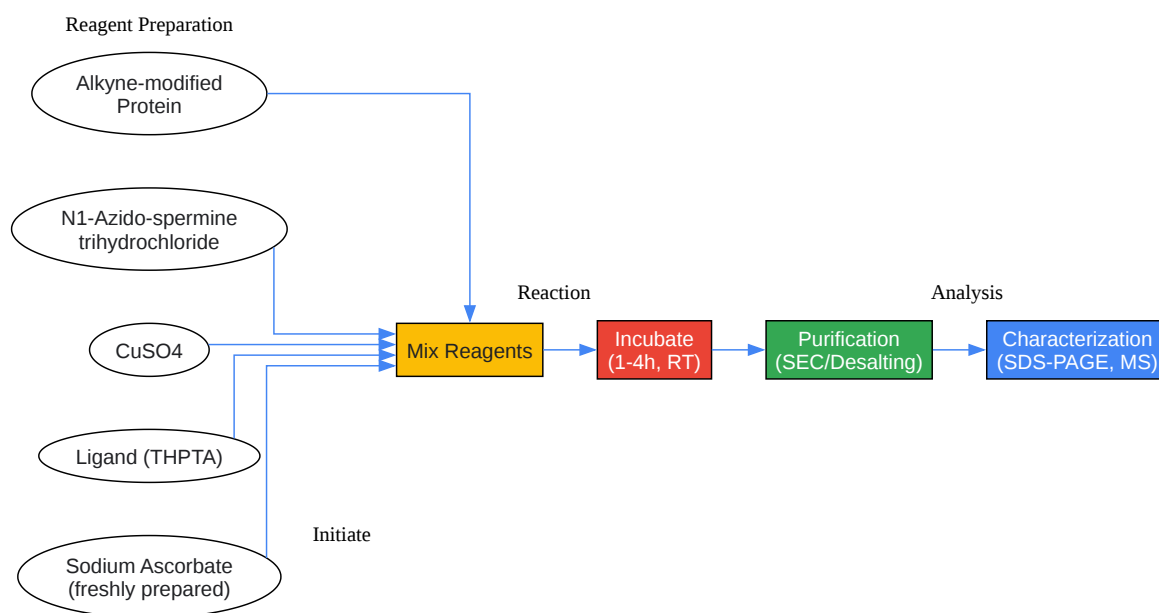 Reagent Preparation
Alkyne-modified
Protein
N1-Azido-spermine
trihydrochloride
CuSO4
Ligand (THPTA)
Sodium Ascorbate
(freshly prepared)
Initiate
Mix Reagents
Reaction
Incubate
(1-4h, RT)
Purification
(SEC/Desalting)
Analysis
Characterization
(SDS-PAGE, MS)